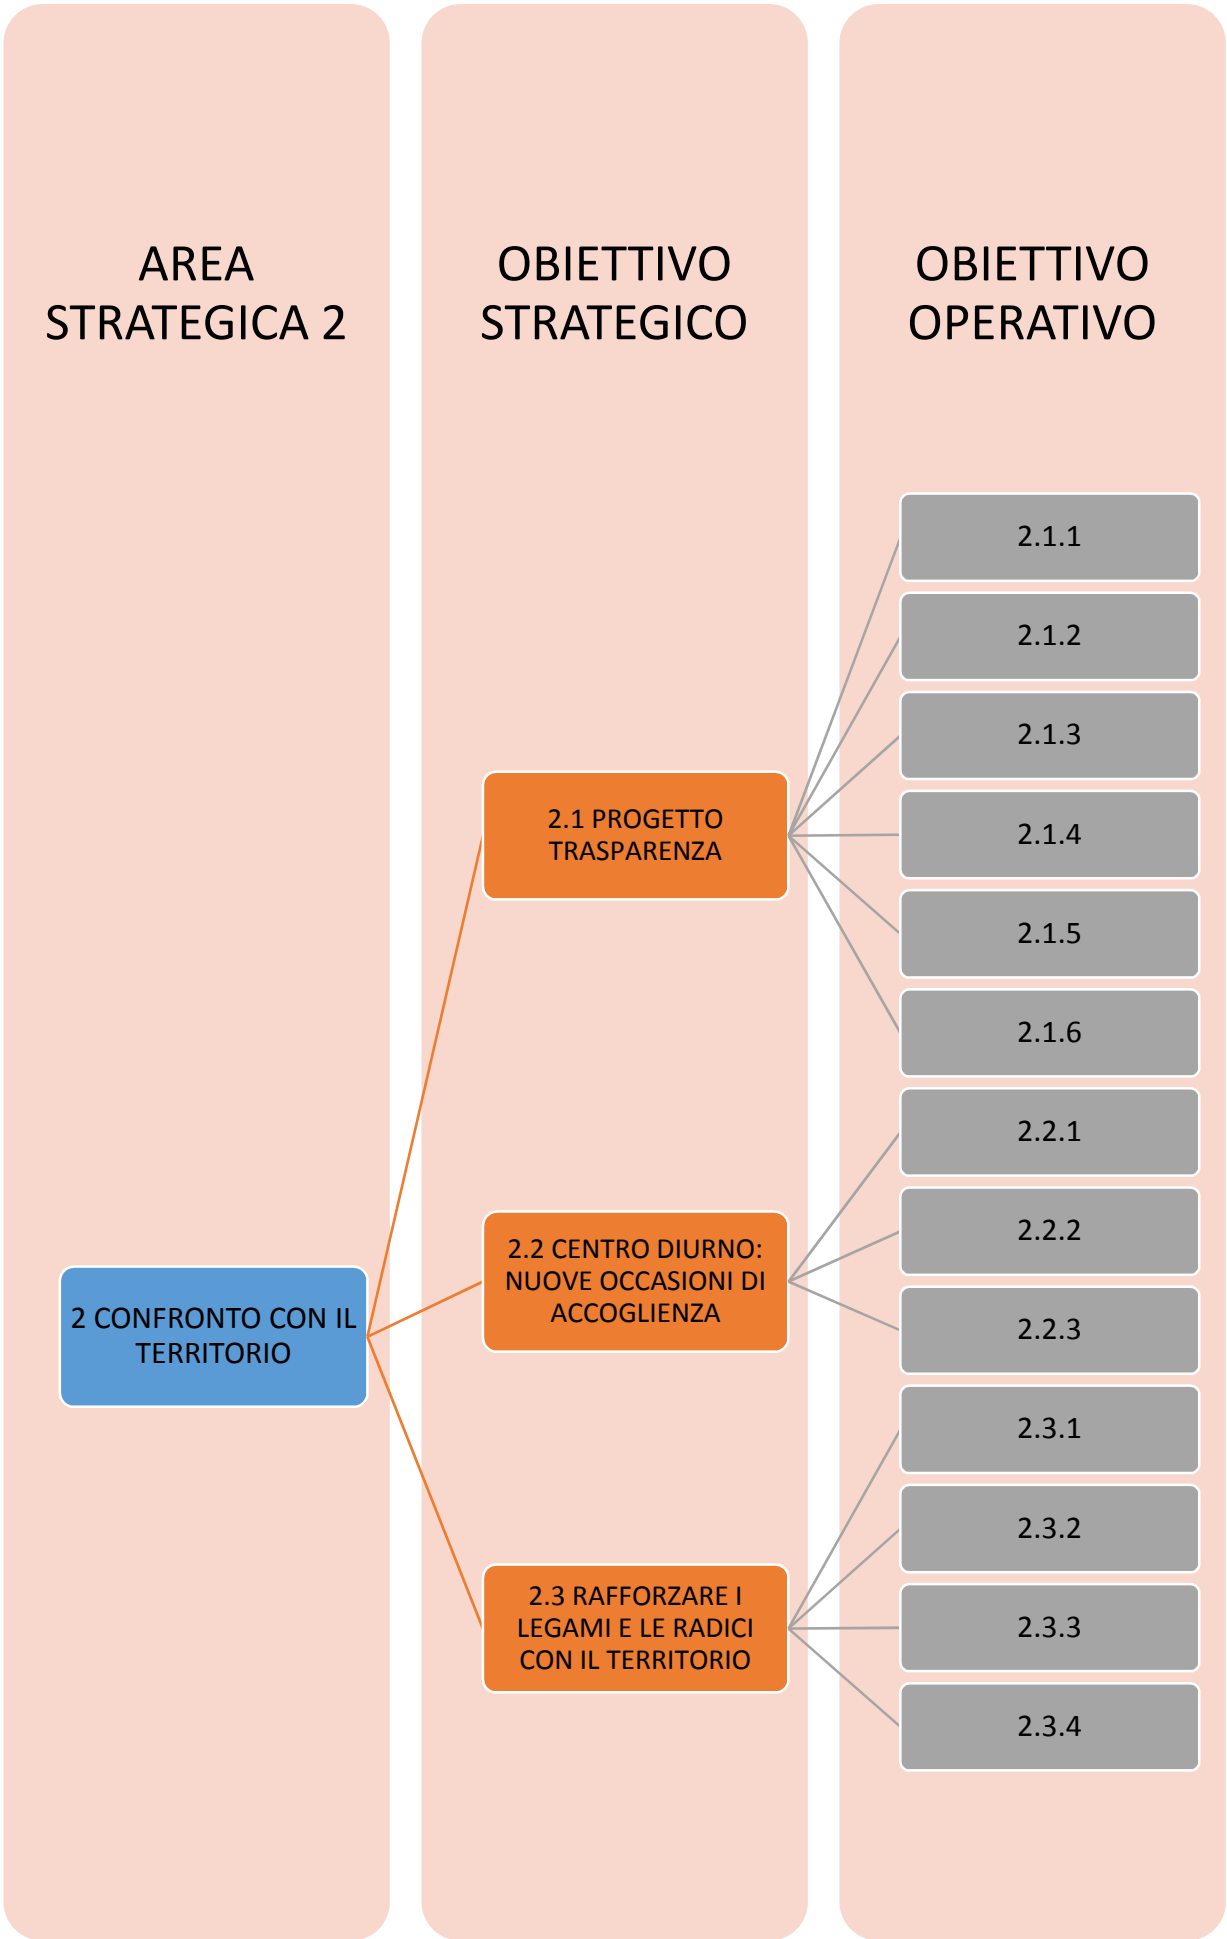 AREA
STRATEGICA 2
OBIETTIVO
STRATEGICO
OBIETTIVO
OPERATIVO
2 CONFRONTO CON IL
TERRITORIO
2.1 PROGETTO
TRASPARENZA
2.1.1
2.1.2
2.1.3
2.1.4
2.1.5
2.1.6
2.2 CENTRO DIURNO:
NUOVE OCCASIONI DI
ACCOGLIENZA
2.2.1
2.2.2
2.2.3
2.3 RAFFORZARE I
LEGAMI E LE RADICI
CON IL TERRITORIO
2.3.1
2.3.2
2.3.3
2.3.4